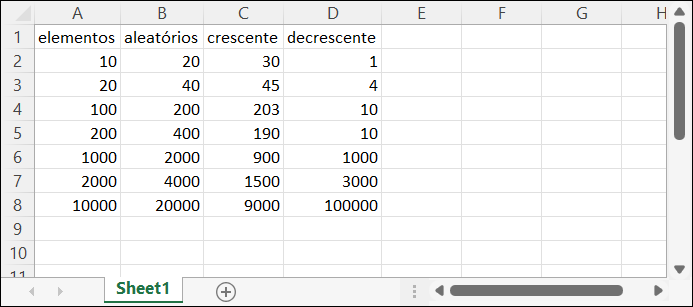 A B C D E F G H
1 elementos aleatórios crescente decrescente
2 10 20 30 1
3 20 40 45 4
4 100 200 203 10
5 200 400 190 10
6 1000 2000 900 1000
7 2000 4000 1500 3000
8 10000 20000 9000 100000
9
10
11
Sheet1